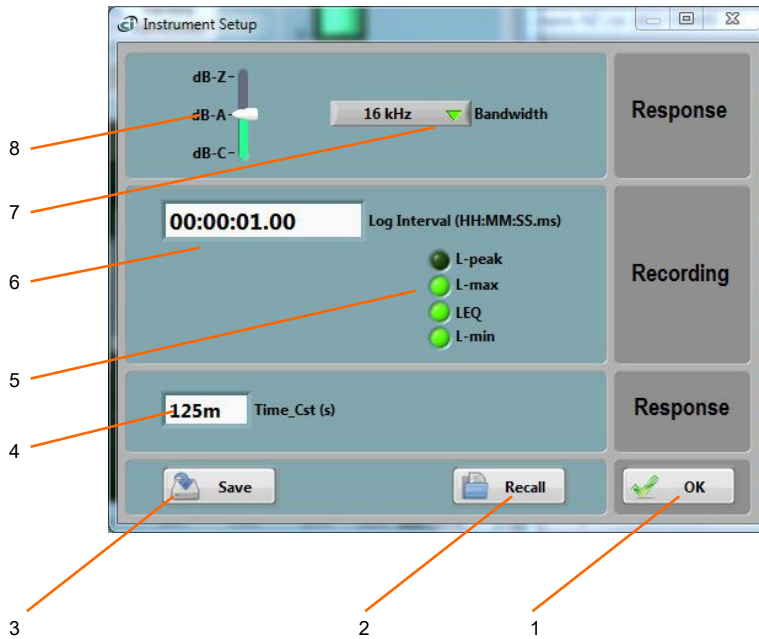 Instrument Setup
dB-Z
dB-A
dB-C
16 kHz
Bandwidth
Response
00:00:01.00
Log Interval (HH:MM:SS.ms)
L-peak
L-max
LEQ
L-min
Recording
125m
Time_Cst (s)
Response
Save
Recall
OK
8
7
6
5
4
3
2
1